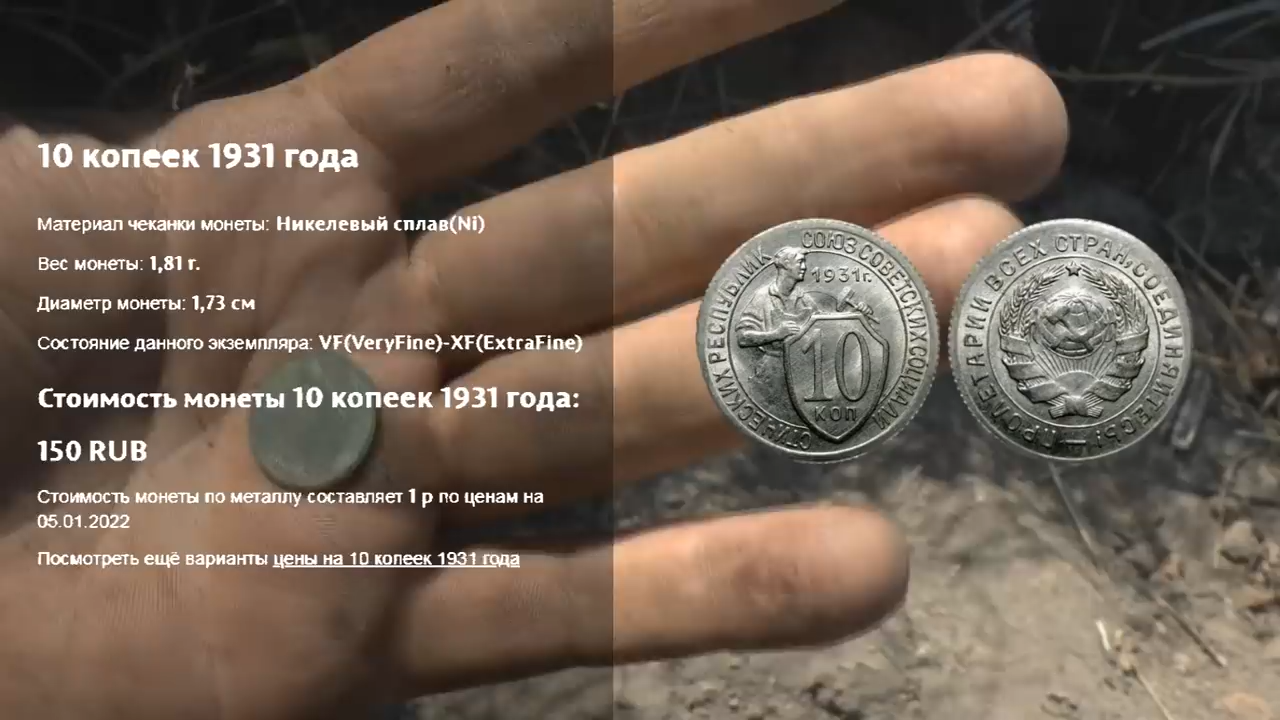 10 копеек 1931 года
Материал чеканки монеты: Никелевый сплав(Ni)
Вес монеты: 1,81 г.
Диаметр монеты: 1,73 см
Состояние данного экземпляра: VF(VeryFine)-XF(ExtraFine)
Стоимость монеты 10 копеек 1931 года:
150 RUB
Стоимость монеты по металлу составляет 1 р по ценам на
05.01.2022
Посмотреть ещё варианты цены на 10 копеек 1931 года
СОЮЗ СОВЕТСКИХ СОЦИАЛИ
СТИЧЕСКИХ РЕСПУБЛИК
1931г.
10
КОП
ПРОЛЕТАРИИ ВСЕХ СТРАН, СОЕДИНЯЙТЕСЬ!